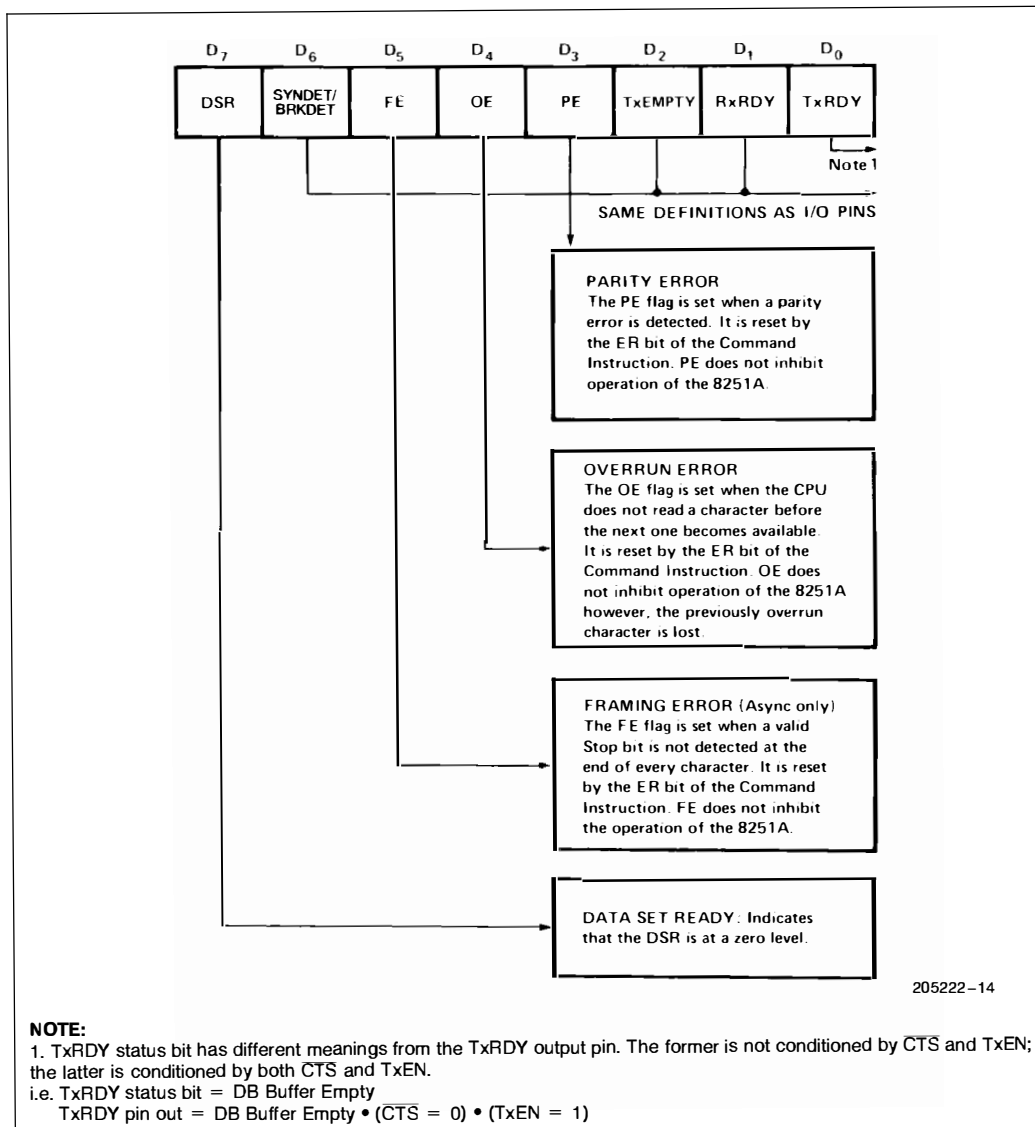 D7 D6 D5 D4 D3 D2 D1 D0
DSR SYNDET/BRKDET FE OE PE TxEMPTY RxRDY TxRDY
Note 1
SAME DEFINITIONS AS I/O PINS
PARITY ERROR
The PE flag is set when a parity
error is detected. It is reset by
the ER bit of the Command
Instruction. PE does not inhibit
operation of the 8251A.
OVERRUN ERROR
The OE flag is set when the CPU
does not read a character before
the next one becomes available.
It is reset by the ER bit of the
Command Instruction. OE does
not inhibit operation of the 8251A
however, the previously overrun
character is lost.
FRAMING ERROR (Async only)
The FE flag is set when a valid
Stop bit is not detected at the
end of every character. It is reset
by the ER bit of the Command
Instruction. FE does not inhibit
the operation of the 8251A.
DATA SET READY: Indicates
that the DSR is at a zero level.
205222–14
NOTE:
1. TxRDY status bit has different meanings from the TxRDY output pin. The former is not conditioned by C̅T̅S̅ and TxEN;
the latter is conditioned by both C̅T̅S̅ and TxEN.
i.e. TxRDY status bit = DB Buffer Empty
TxRDY pin out = DB Buffer Empty • (C̅T̅S̅ = 0) • (TxEN = 1)